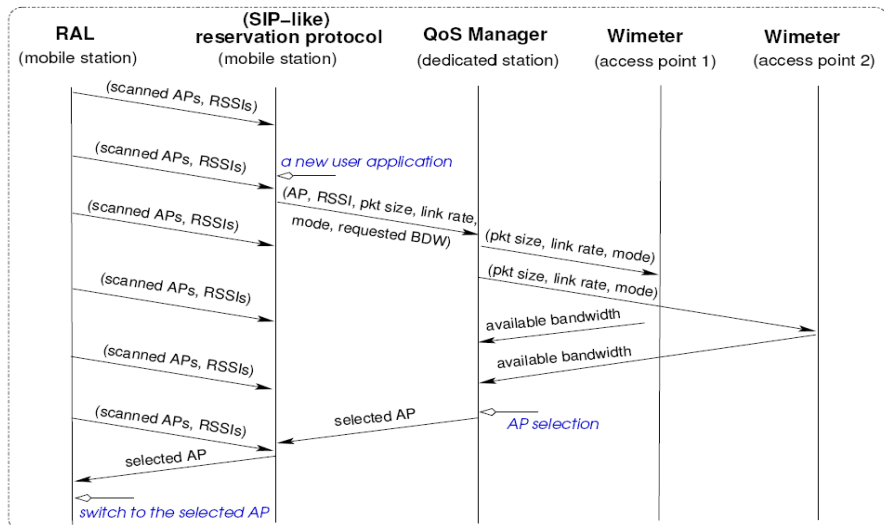 RAL
(mobile station)
(SIP-like)
reservation protocol
(mobile station)
QoS Manager
(dedicated station)
Wimeter
(access point 1)
Wimeter
(access point 2)
(scanned APs, RSSIs)
(scanned APs, RSSIs)
a new user application
(AP, RSSI, pkt size, link rate,
mode, requested BDW)
(scanned APs, RSSIs)
(pkt size, link rate, mode)
(pkt size, link rate, mode)
(scanned APs, RSSIs)
available bandwidth
available bandwidth
(scanned APs, RSSIs)
(scanned APs, RSSIs)
selected AP
AP selection
selected AP
switch to the selected AP